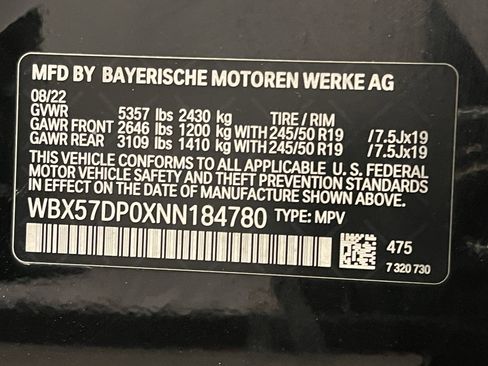 MFD BY BAYERISCHE MOTOREN WERKE AG
08/22
GVWR 5357 lbs 2430 kg TIRE / RIM
GAWR FRONT 2646 lbs 1200 kg WITH 245/50 R19 /7.5Jx19
GAWR REAR 3109 lbs 1410 kg WITH 245/50 R19 /7.5Jx19
THIS VEHICLE CONFORMS TO ALL APPLICABLE U. S. FEDERAL
MOTOR VEHICLE SAFETY AND THEFT PREVENTION STANDARDS
IN EFFECT ON THE DATE OF MANUFACTURE SHOWN ABOVE.
WBX57DP0XNN184780 TYPE: MPV
475
7 320 730